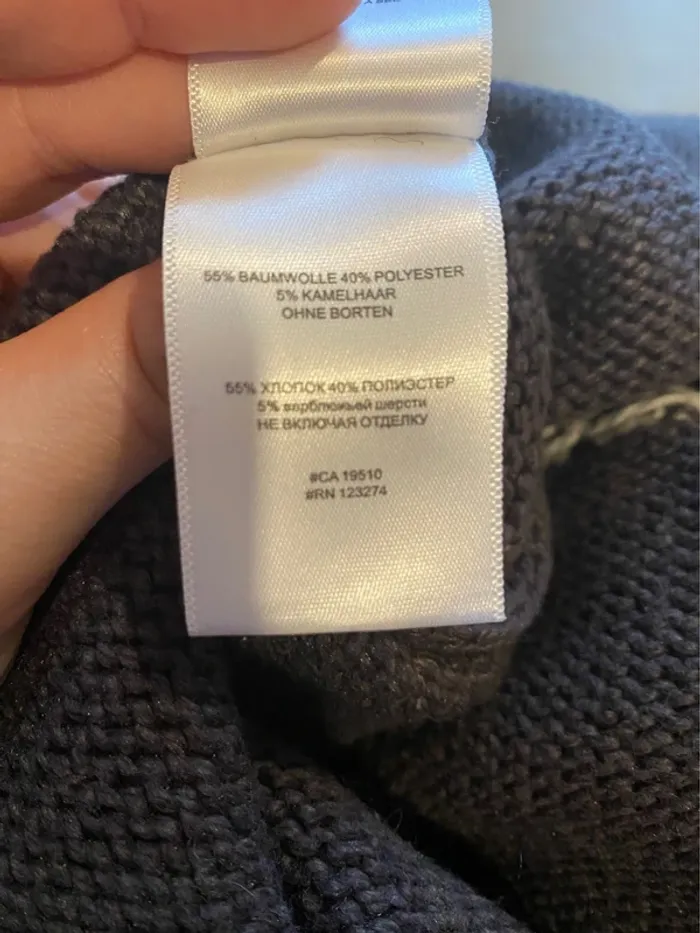 55% BAUMWOLLE 40% POLYESTER
5% KAMELHAAR
OHNE BORTEN
55% ХЛОПОК 40% ПОЛИЭСТЕР
5% верблюжьей шерсти
НЕ ВКЛЮЧАЯ ОТДЕЛКУ
#CA 19510
#RN 123274